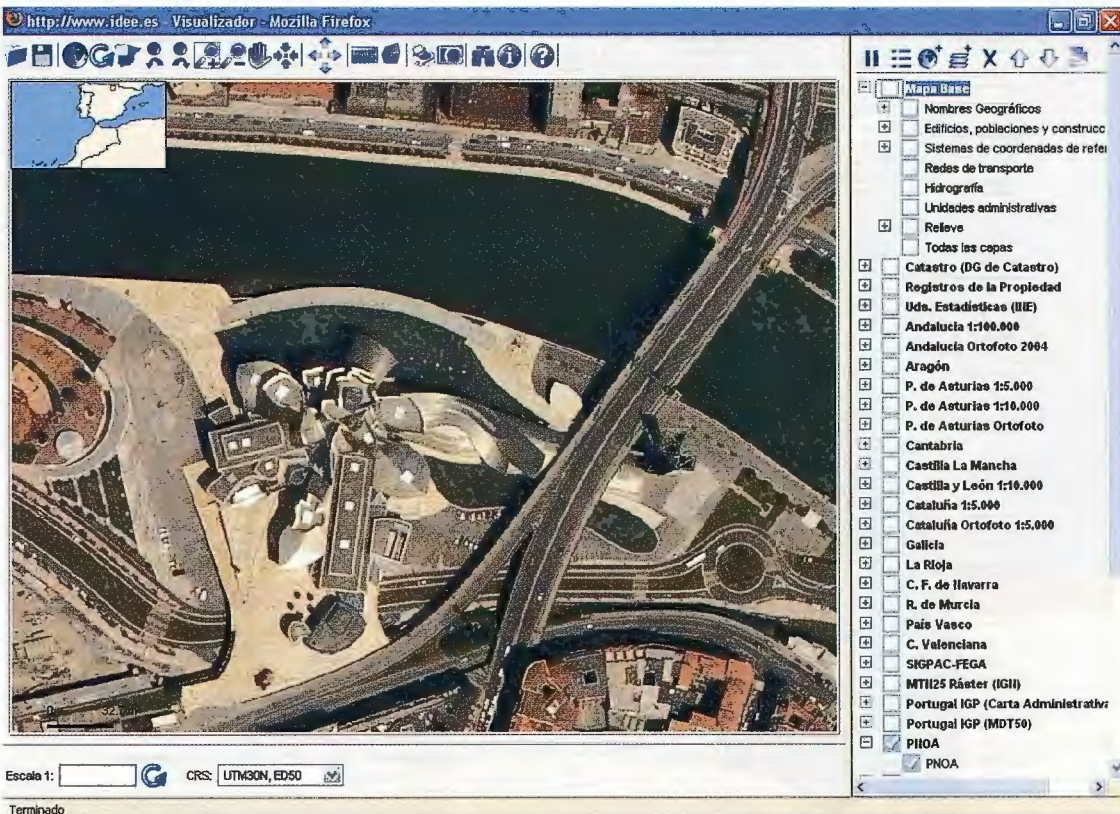 http://www.idee.es - Visualizador - Mozilla Firefox
Mapa Base
Nombres Geográficos
Edificios, poblaciones y construcc
Sistemas de coordenadas de refer
Redes de transporte
Hidrografía
Unidades administrativas
Relieve
Todas las capas
Catastro (DG de Catastro)
Registros de la Propiedad
Uds. Estadísticas (INE)
Andalucia 1:100.000
Andalucia Ortofoto 2004
Aragón
P. de Asturias 1:5.000
P. de Asturias 1:10.000
P. de Asturias Ortofoto
Cantabria
Castilla La Mancha
Castilla y León 1:10.000
Cataluña 1:5.000
Cataluña Ortofoto 1:5.000
Galicia
La Rioja
C. F. de Navarra
R. de Murcia
País Vasco
C. Valenciana
SIGPAC-FEGA
MTN25 Ráster (IGN)
Portugal IGP (Carta Administrativa
Portugal IGP (MDT50)
PNOA
PNOA
0
Escala 1:
CRS: UTM30N, ED50
Terminado